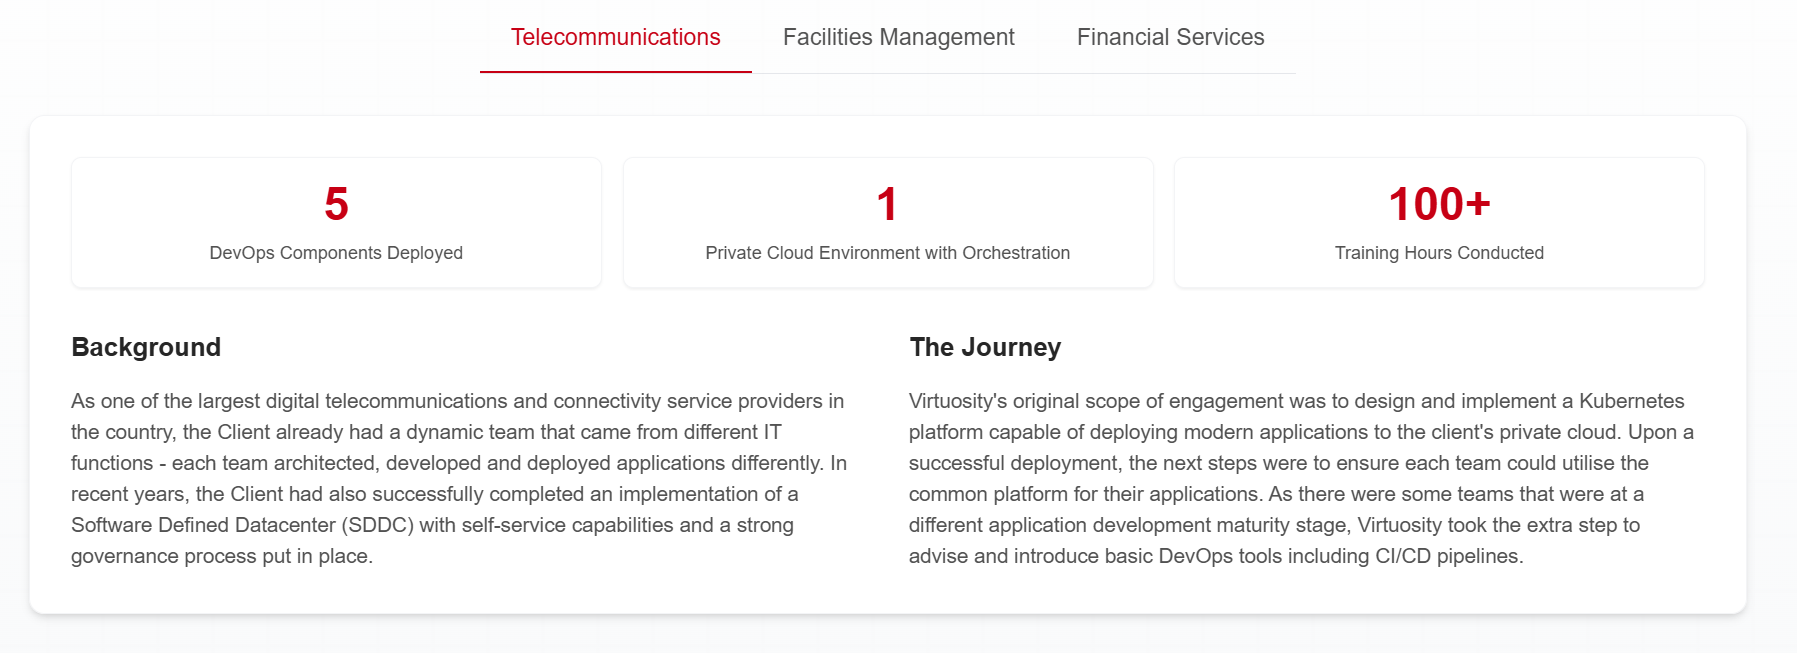 Telecommunications
Facilities Management
Financial Services
5
DevOps Components Deployed
1
Private Cloud Environment with Orchestration
100+
Training Hours Conducted
Background
As one of the largest digital telecommunications and connectivity service providers in
the country, the Client already had a dynamic team that came from different IT
functions - each team architected, developed and deployed applications differently. In
recent years, the Client had also successfully completed an implementation of a
Software Defined Datacenter (SDDC) with self-service capabilities and a strong
governance process put in place.
The Journey
Virtuosity's original scope of engagement was to design and implement a Kubernetes
platform capable of deploying modern applications to the client's private cloud. Upon a
successful deployment, the next steps were to ensure each team could utilise the
common platform for their applications. As there were some teams that were at a
different application development maturity stage, Virtuosity took the extra step to
advise and introduce basic DevOps tools including CI/CD pipelines.